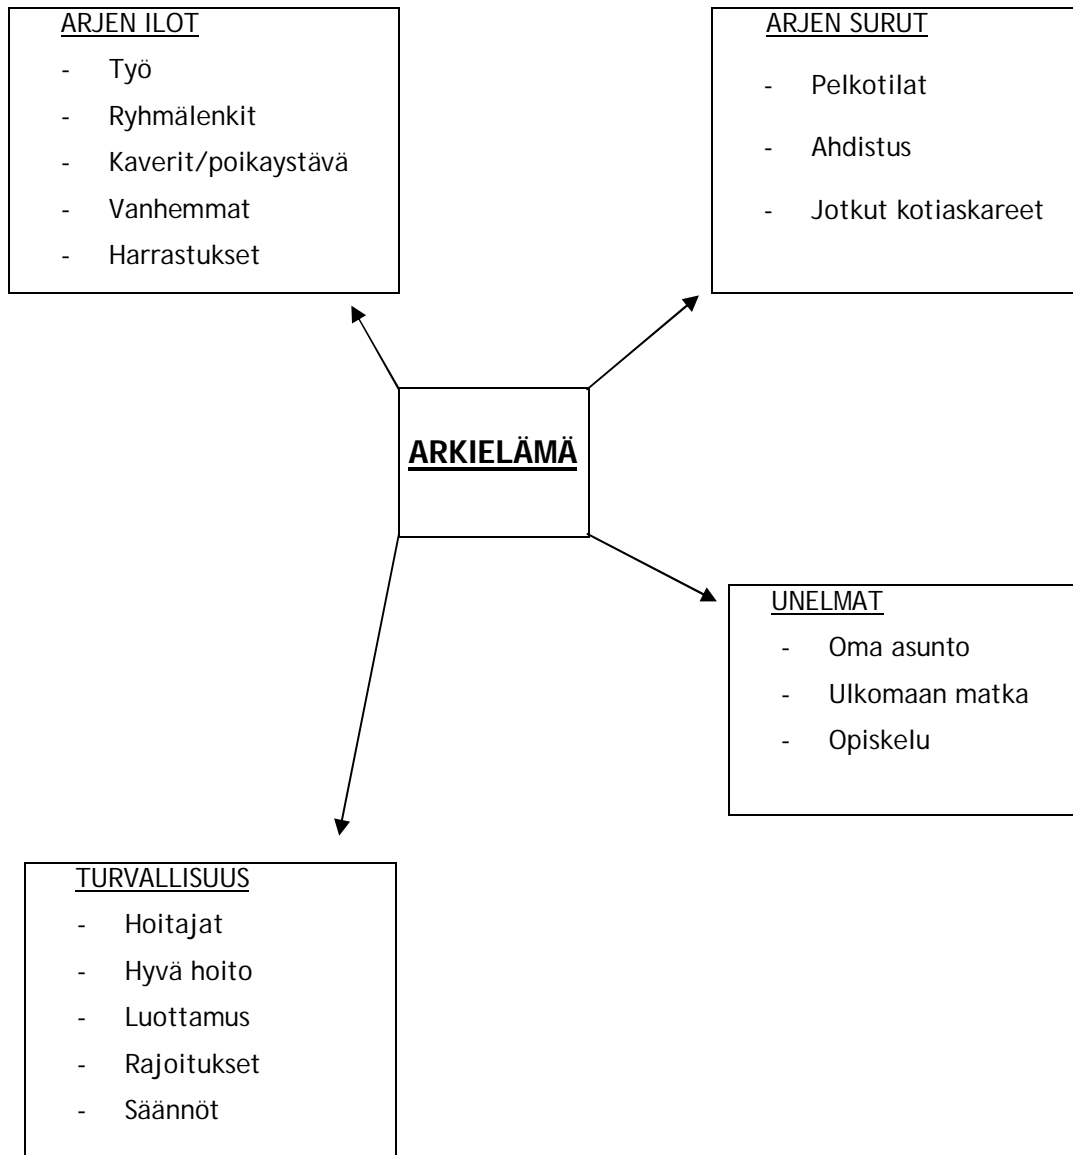 ARJEN ILOT
- Työ
- Ryhmälenkit
- Kaverit/poikaystävä
- Vanhemmat
- Harrastukset
ARJEN SURUT
- Pelkotilat
- Ahdistus
- Jotkut kotiaskareet
ARKIELÄMÄ
UNELMAT
- Oma asunto
- Ulkomaan matka
- Opiskelu
TURVALLISUUS
- Hoitajat
- Hyvä hoito
- Luottamus
- Rajoitukset
- Säännöt